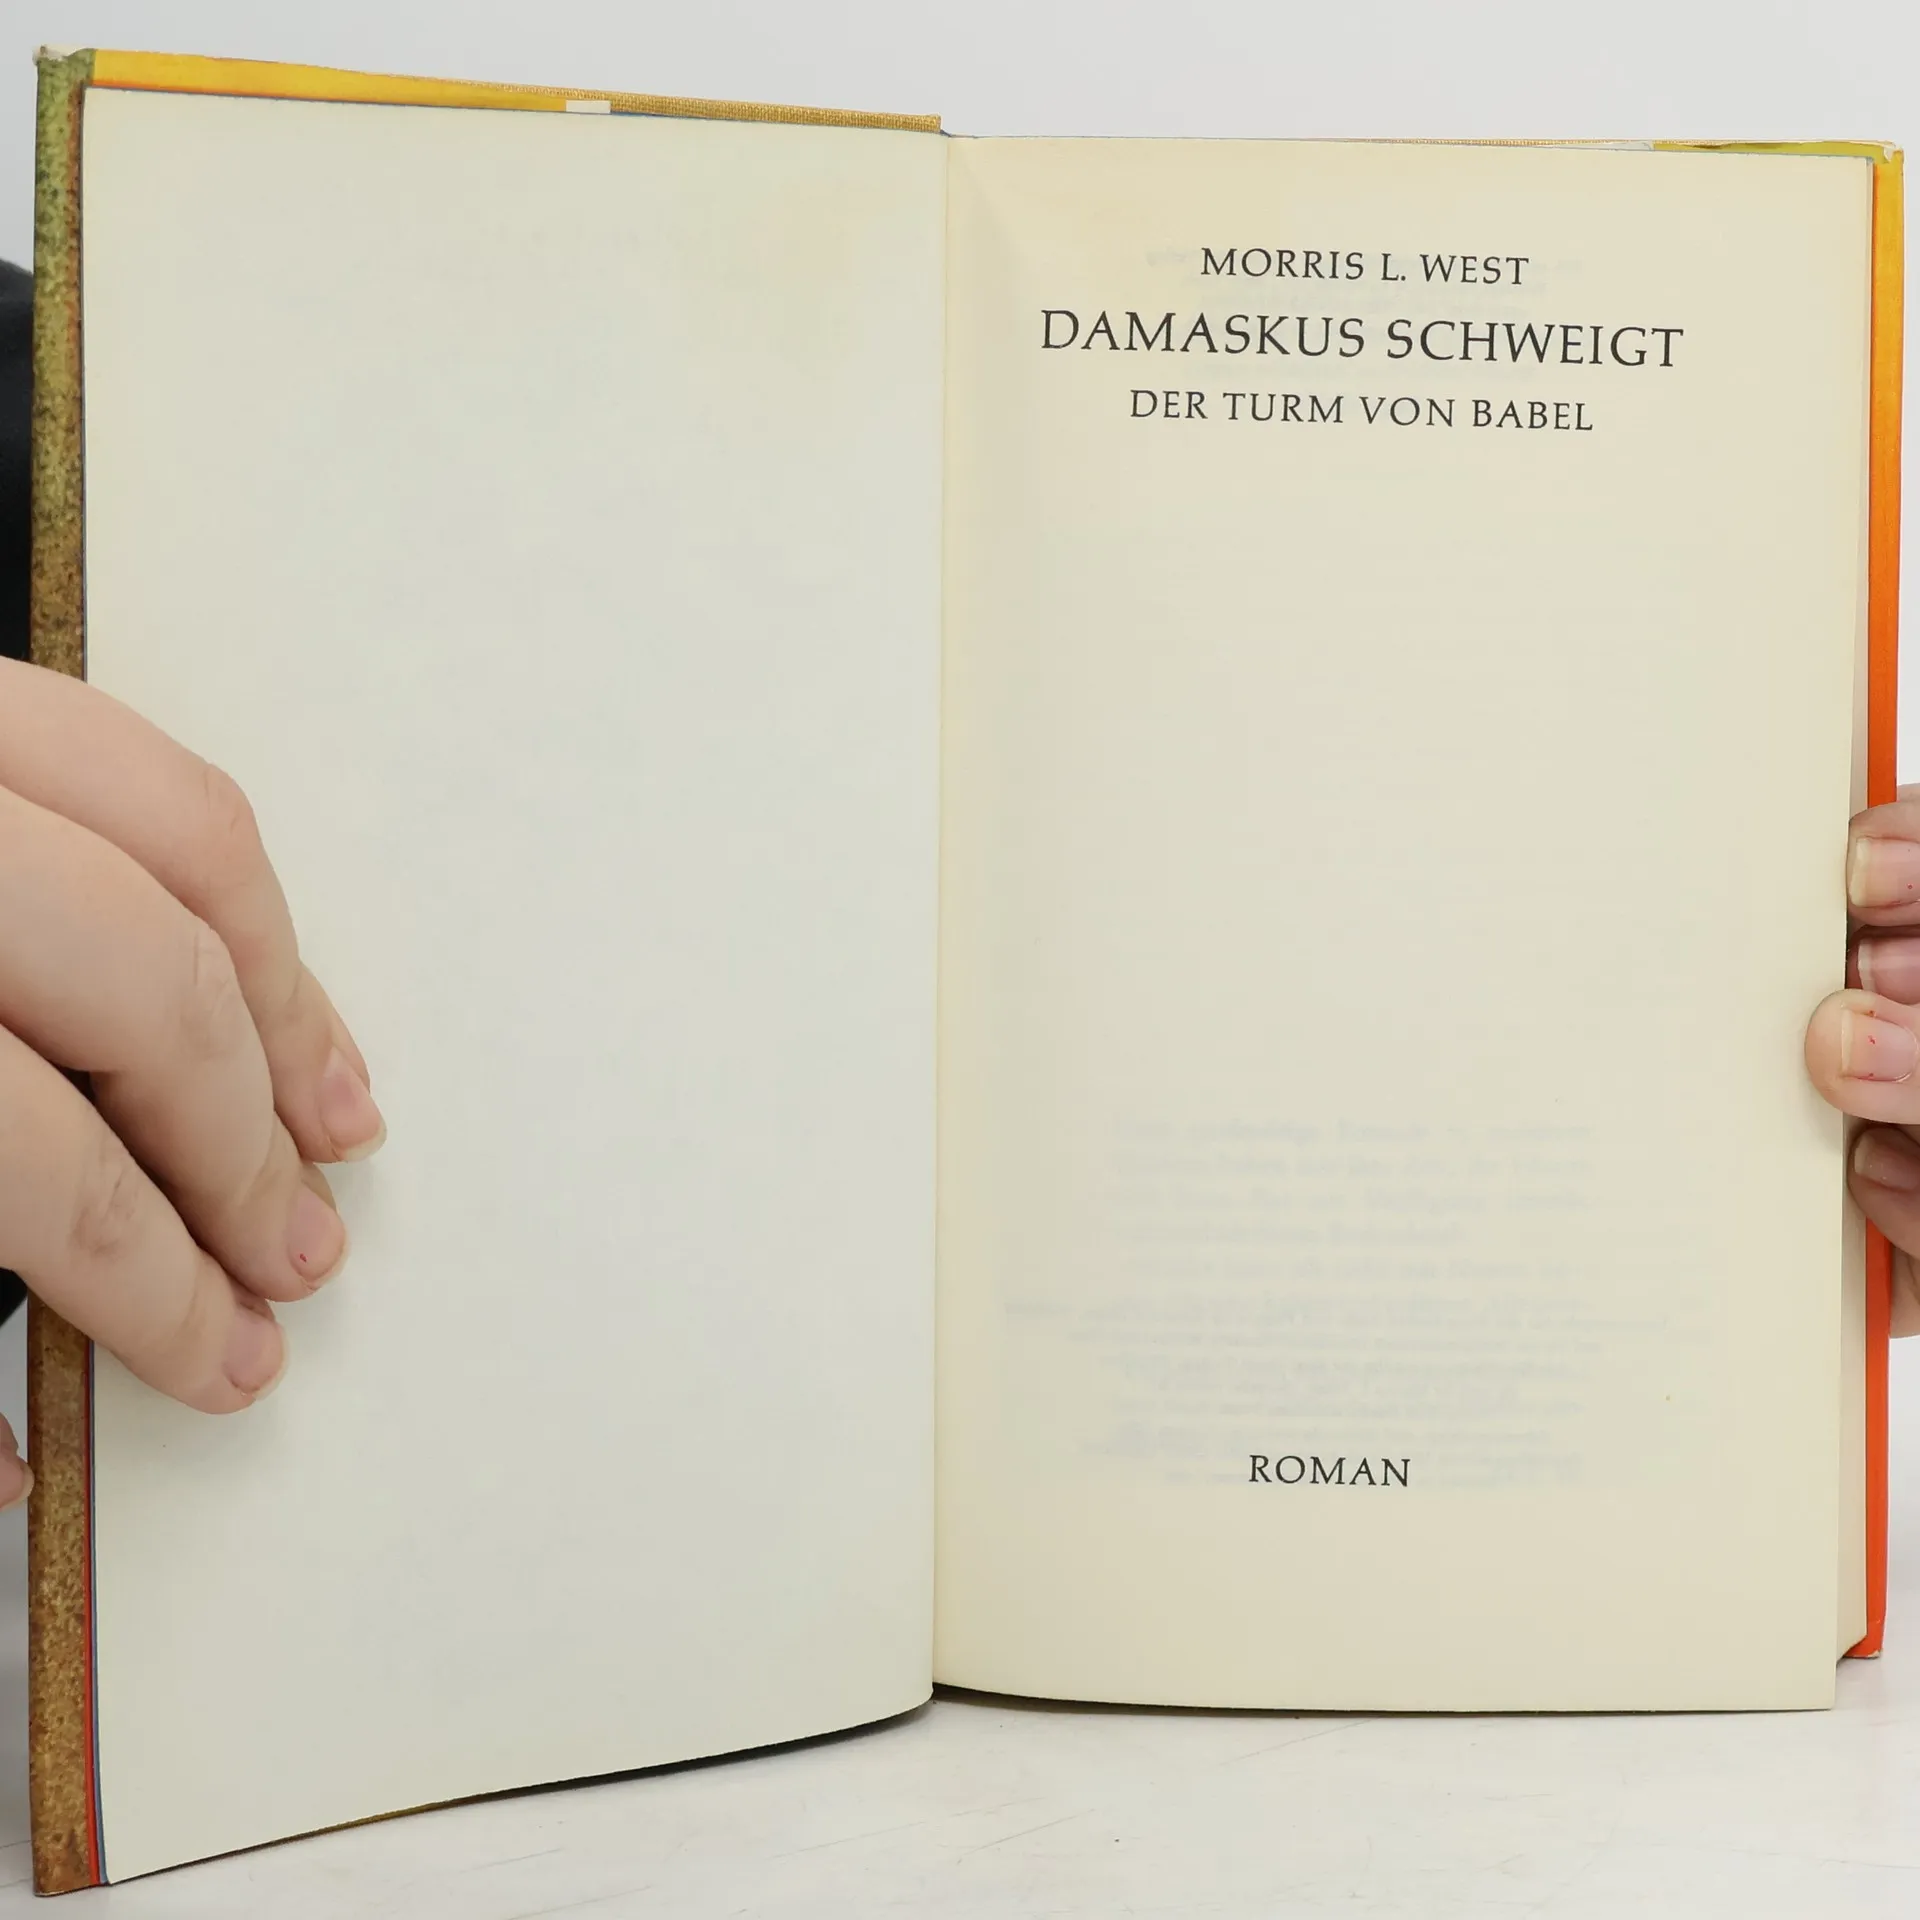 MORRIS L. WEST
DAMASKUS SCHWEIGT
DER TURM VON BABEL
ROMAN